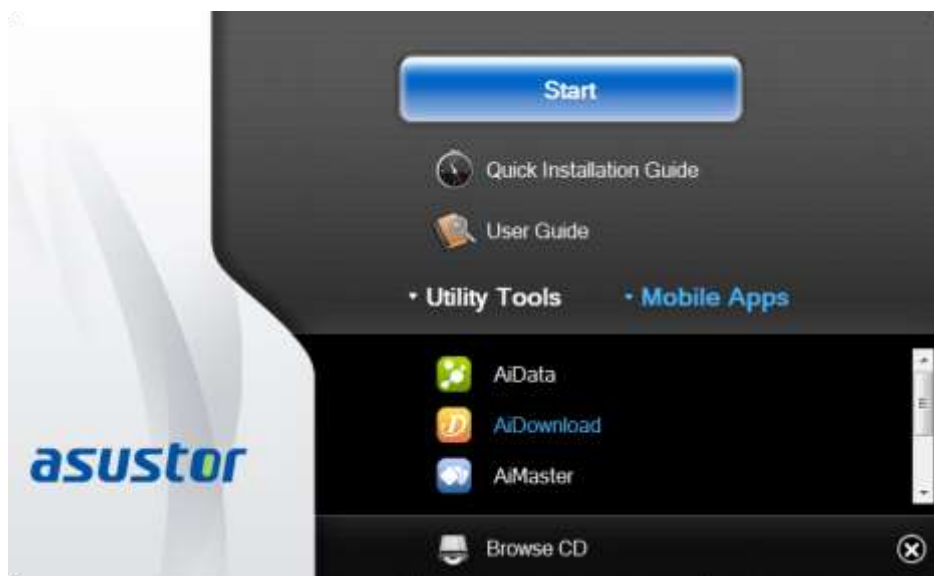 Start
Quick Installation Guide
User Guide
• Utility Tools • Mobile Apps
AiData
AiDownload
asustor
AiMaster
Browse CD